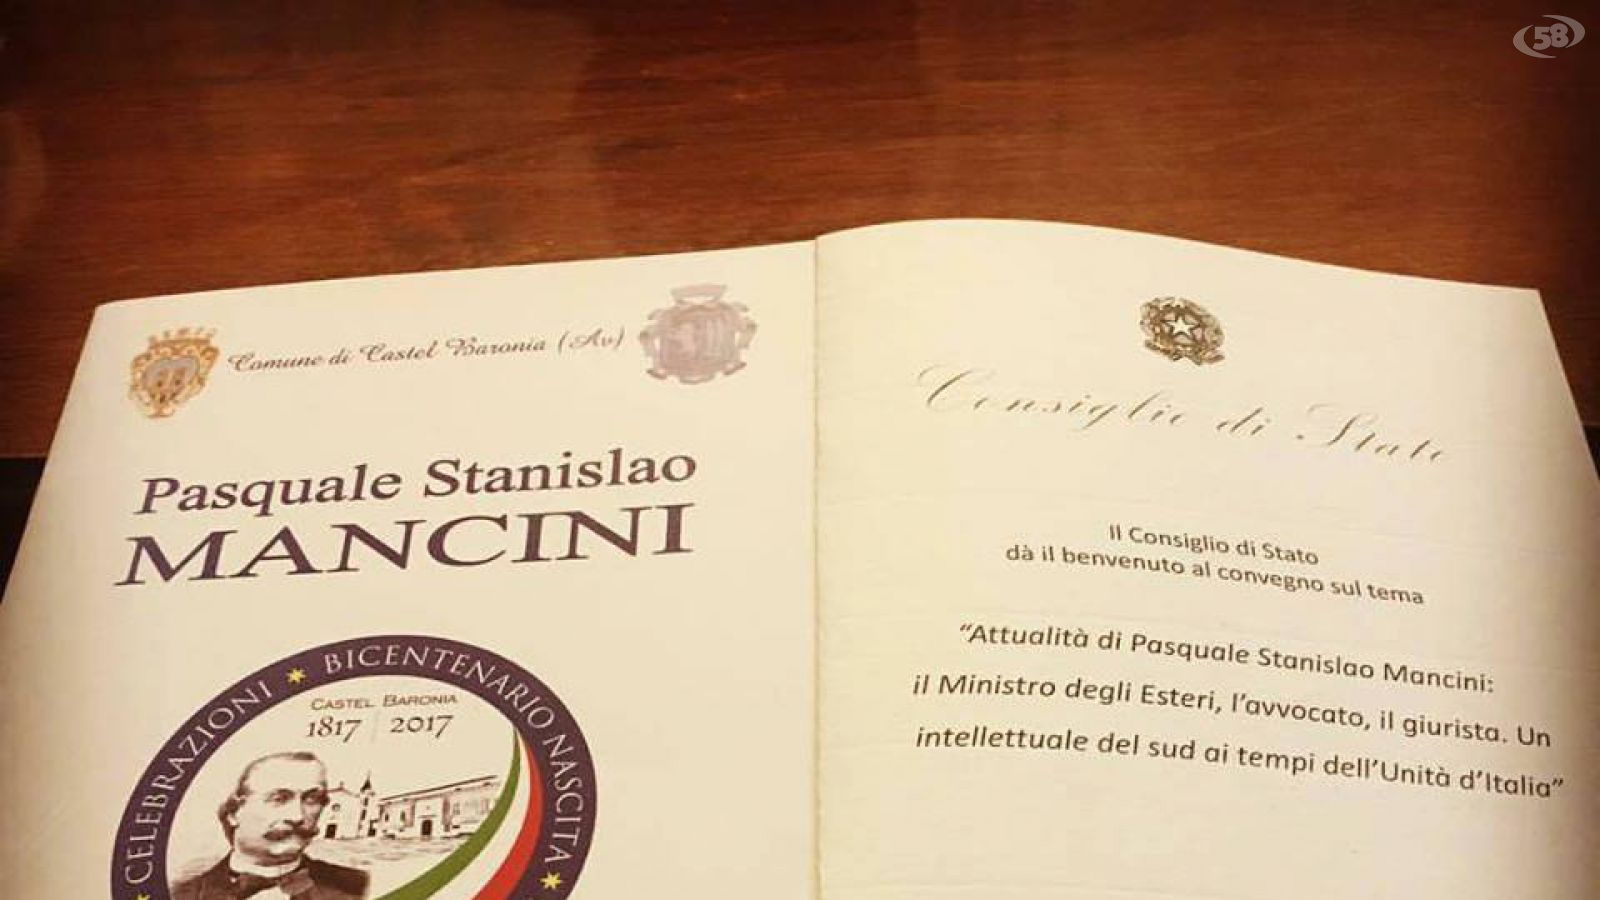 58
Comune di Castel Baronia (Av)
Pasquale Stanislao
MANCINI
CELEBRAZIONI ★ BICENTENARIO NASCITA ★
CASTEL BARONIA
1817 | 2017
Consiglio di Stato
Il Consiglio di Stato
dà il benvenuto al convegno sul tema
“Attualità di Pasquale Stanislao Mancini:
il Ministro degli Esteri, l’avvocato, il giurista. Un
intellettuale del sud ai tempi dell’Unità d’Italia”